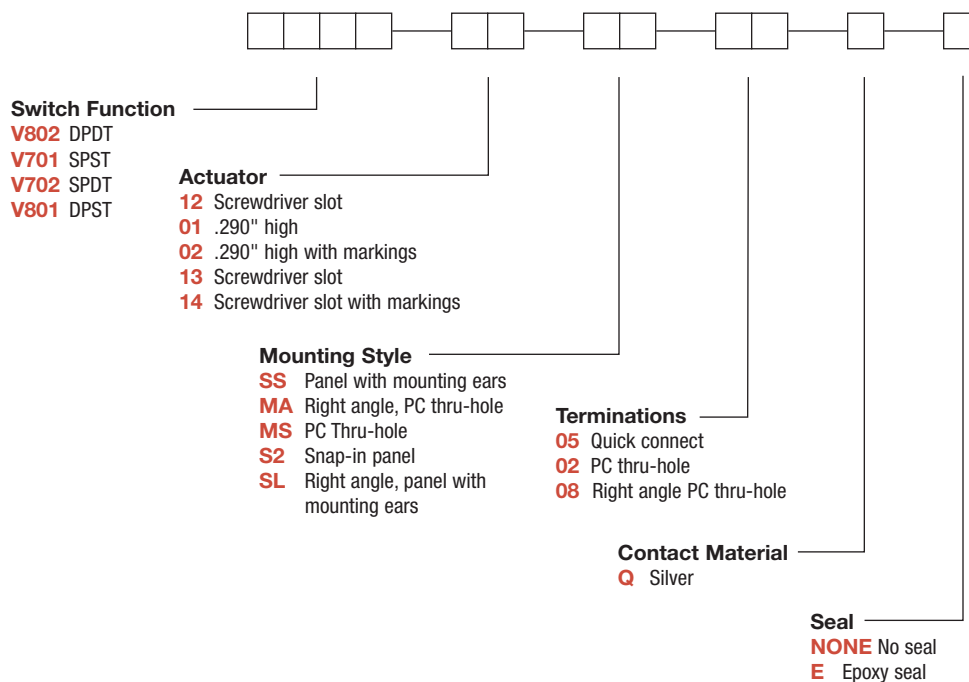 Switch Function
V802 DPDT
V701 SPST
V702 SPDT
V801 DPST
Actuator
12 Screwdriver slot
01 .290" high
02 .290" high with markings
13 Screwdriver slot
14 Screwdriver slot with markings
Mounting Style
SS Panel with mounting ears
MA Right angle, PC thru-hole
MS PC Thru-hole
S2 Snap-in panel
SL Right angle, panel with
mounting ears
Terminations
05 Quick connect
02 PC thru-hole
08 Right angle PC thru-hole
Contact Material
Q Silver
Seal
NONE No seal
E Epoxy seal